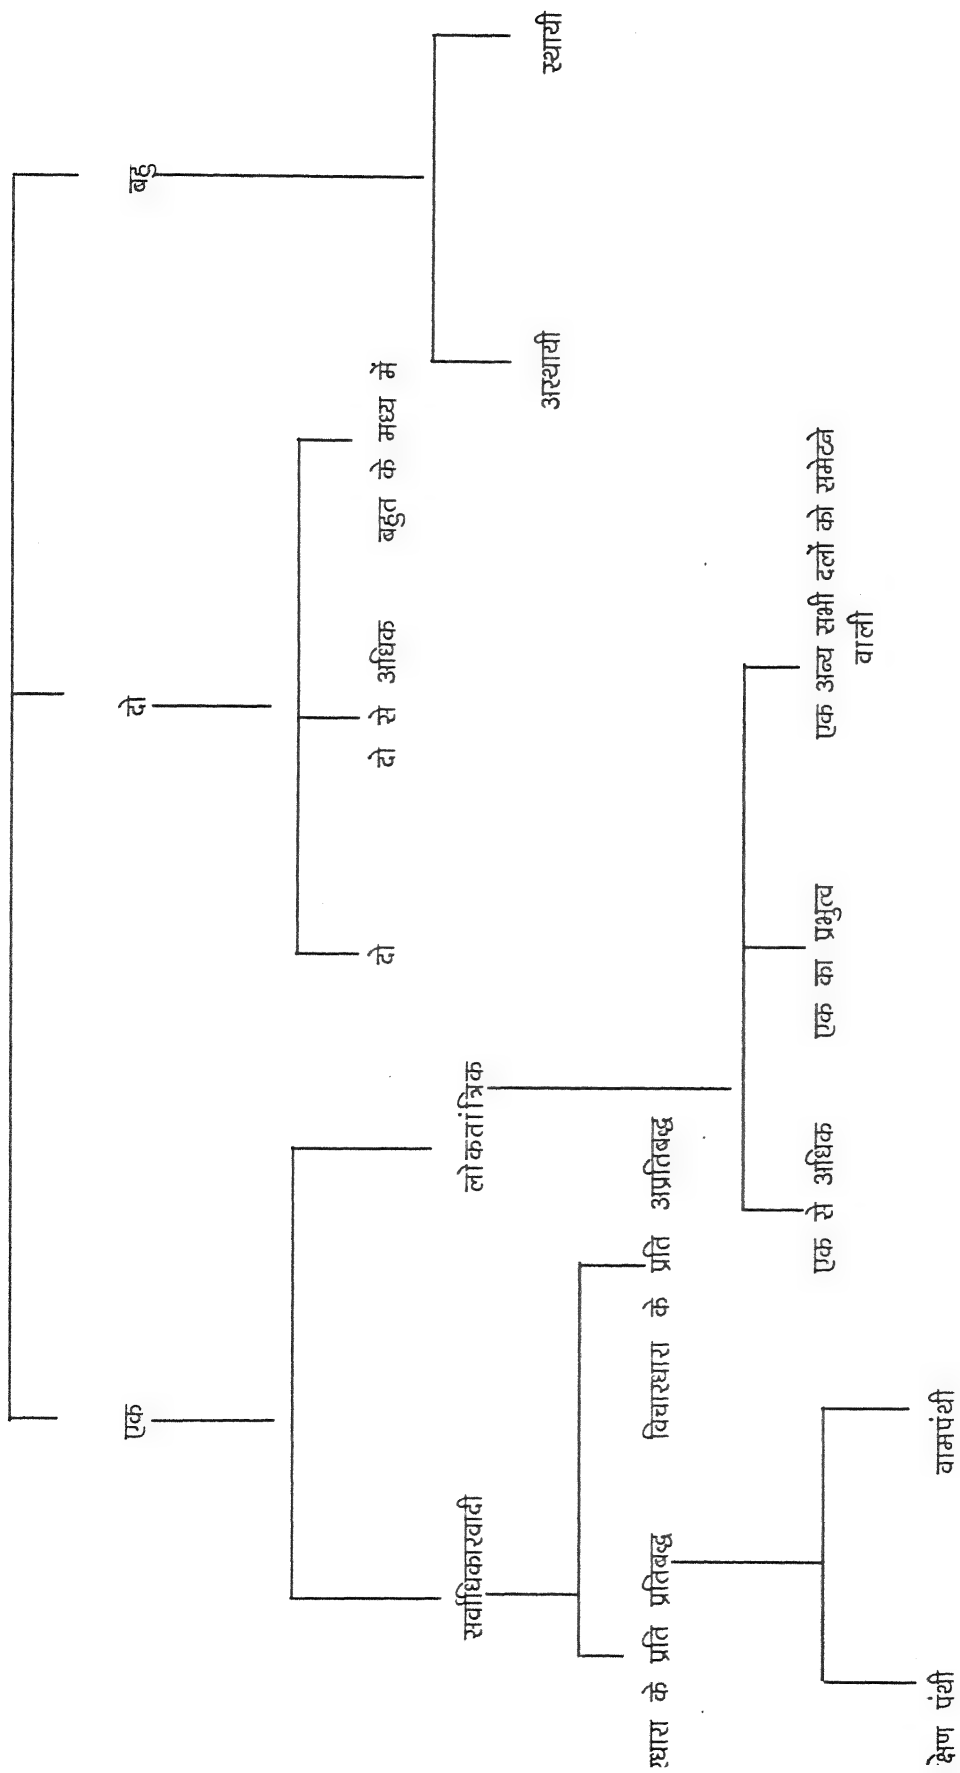 एक
दो
बहु
सर्वाधिकारवादी
लोकतांत्रिक
दो
दो से अधिक
बहुत के मध्य में
अस्थायी
स्थायी
के प्रति प्रतिबद्ध
विचारधारा के प्रति अप्रतिबद्ध
एक से अधिक
एक का प्रभुत्व
एक अन्य सभी दलों को समेटने
वाली
पंथी
वामपंथी